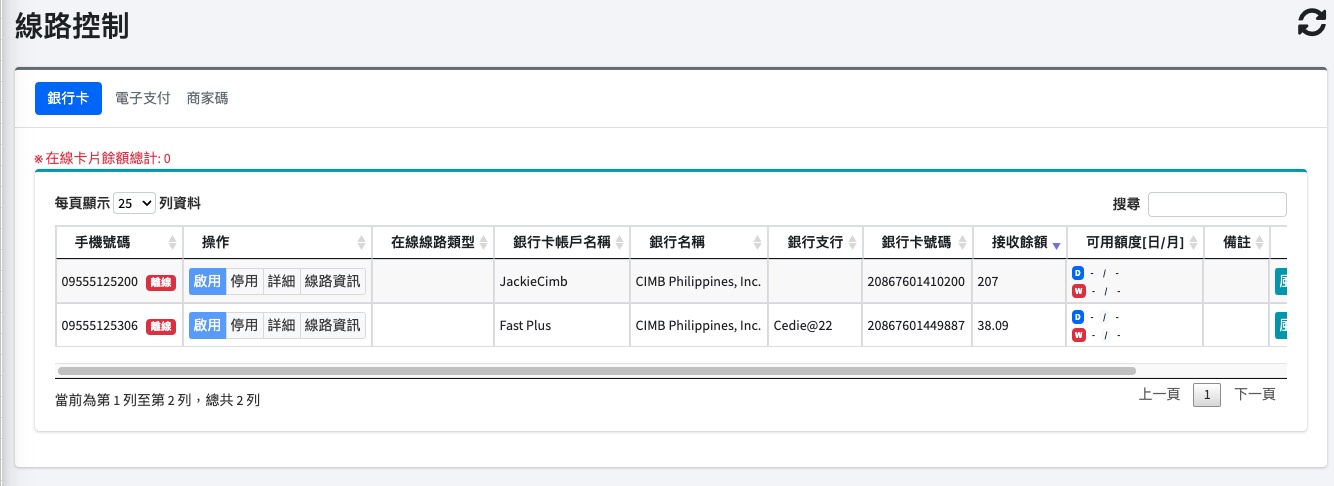 線路控制
銀行卡 電子支付 商家碼
※ 在線卡片餘額總計: 0
每頁顯示 25 列資料 搜尋
手機號碼 操作 在線線路類型 銀行卡帳戶名稱 銀行名稱 銀行支行 銀行卡號碼 接收餘額 可用額度[日/月] 備註
09555125200 離線 啟用 停用 詳細 線路資訊 JackieCimb CIMB Philippines, Inc. 20867601410200 207 D - / -
W - / -
09555125306 離線 啟用 停用 詳細 線路資訊 Fast Plus CIMB Philippines, Inc. Cedie@22 20867601449887 38.09 D - / -
W - / -
當前為第 1 列至第 2 列，總共 2 列 上一頁 1 下一頁